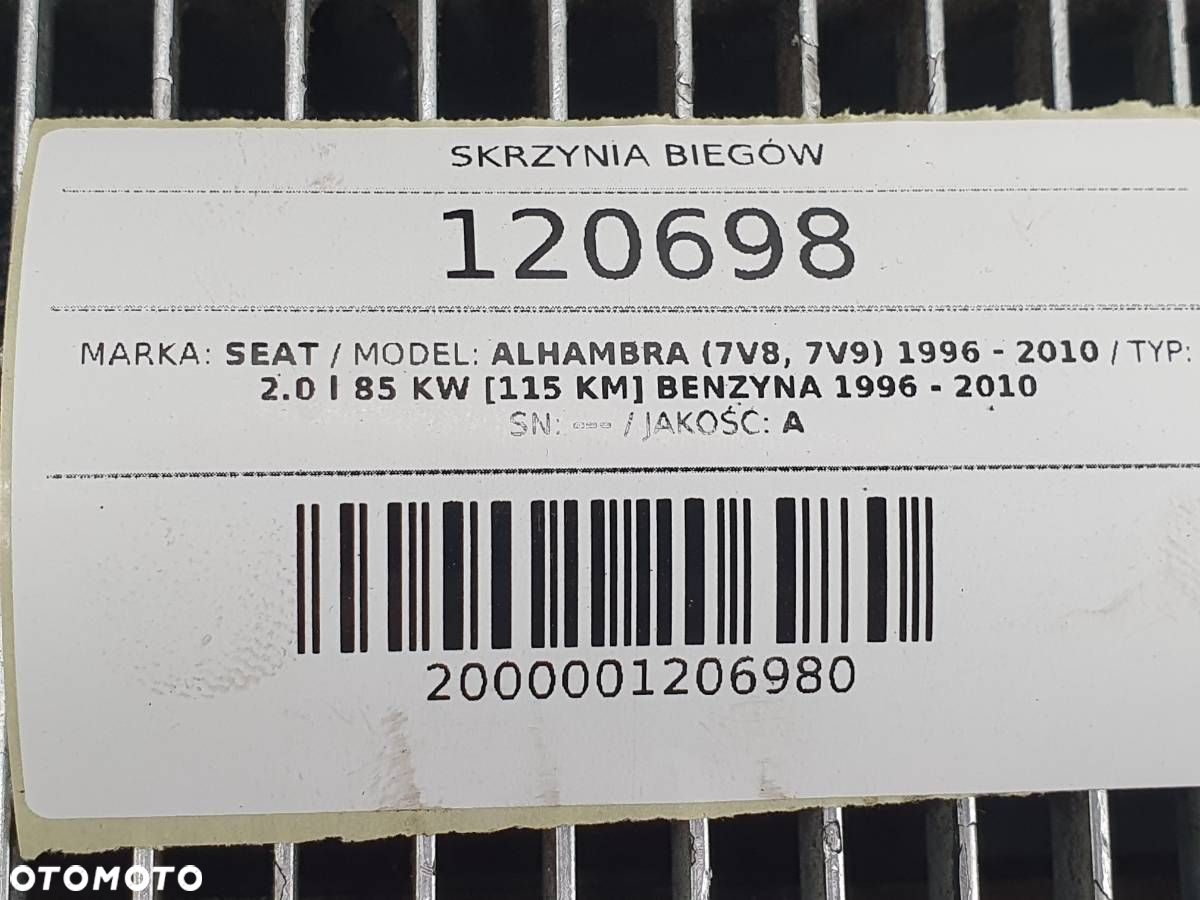 SKRZYNIA BIEGÓW
120698
MARKA: SEAT / MODEL: ALHAMBRA (7V8, 7V9) 1996 - 2010 / TYP:
2.0 l 85 KW [115 KM] BENZYNA 1996 - 2010
SN: --- / JAKOŚĆ: A
2000001206980
OTOMOTO